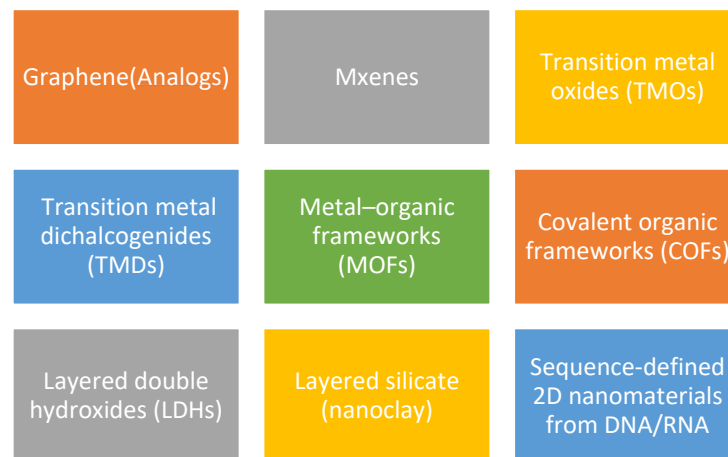 Graphene(Analogs)
Mxenes
Transition metal
oxides (TMOs)
Transition metal
dichalcogenides
(TMDs)
Metal–organic
frameworks
(MOFs)
Covalent organic
frameworks (COFs)
Layered double
hydroxides (LDHs)
Layered silicate
(nanoclay)
Sequence-defined
2D nanomaterials
from DNA/RNA